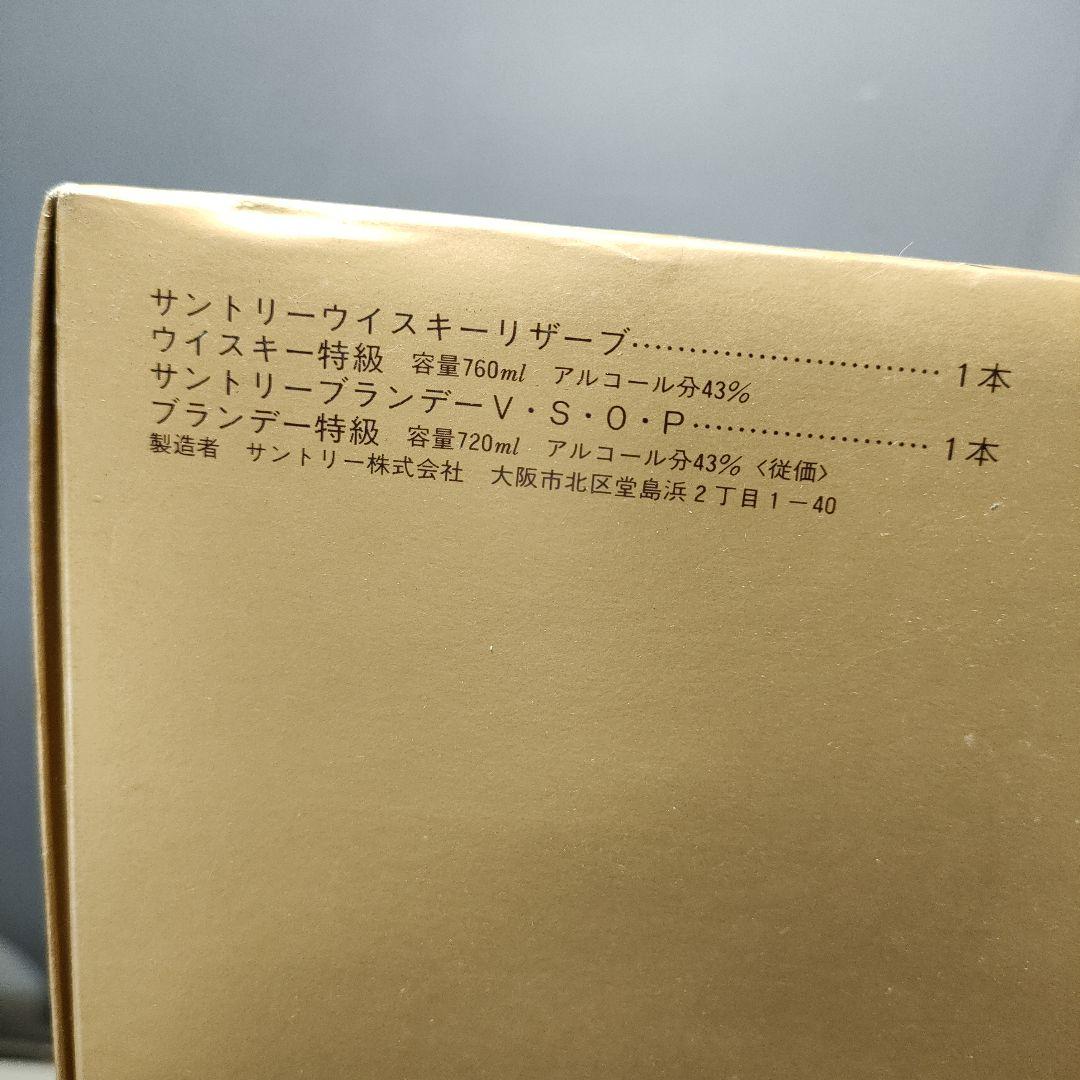 サントリーウイスキーリザーブ…………………………1本
ウイスキー特級 容量760ml アルコール分43%
サントリーブランデーV・S・O・P……………………1本
ブランデー特級 容量720ml アルコール分43%〈従価〉
製造者 サントリー株式会社 大阪市北区堂島浜2丁目1-40